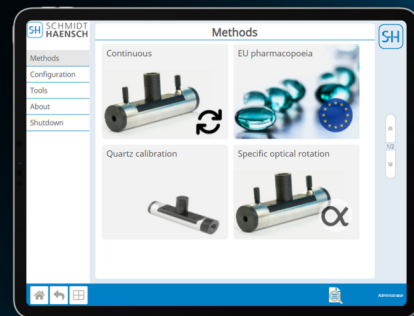 SCHMIDT
HAENSCH
Methods
Methods
Configuration
Tools
About
Shutdown
Continuous
EU pharmacopoeia
Quartz calibration
Specific optical rotation
α
S+H
1/2
Administrator